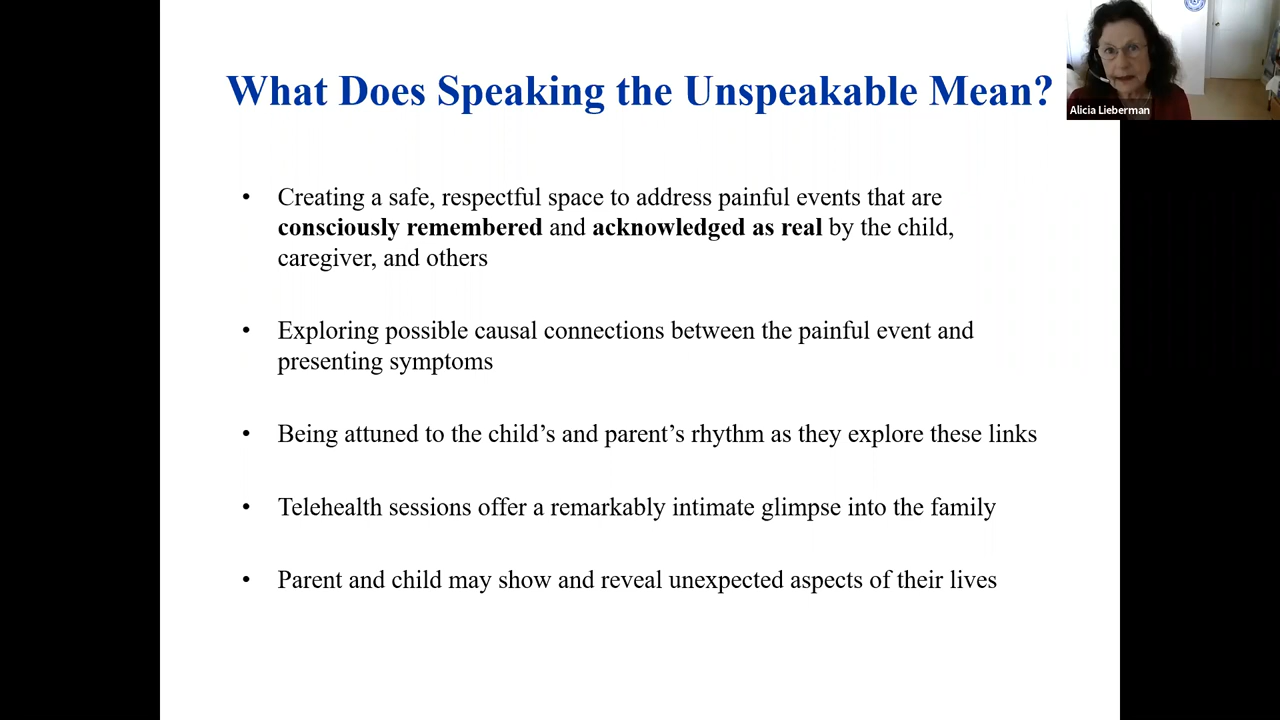 What Does Speaking the Unspeakable Mean?
Alicia Lieberman
• Creating a safe, respectful space to address painful events that are
consciously remembered and acknowledged as real by the child,
caregiver, and others
• Exploring possible causal connections between the painful event and
presenting symptoms
• Being attuned to the child’s and parent’s rhythm as they explore these links
• Telehealth sessions offer a remarkably intimate glimpse into the family
• Parent and child may show and reveal unexpected aspects of their lives